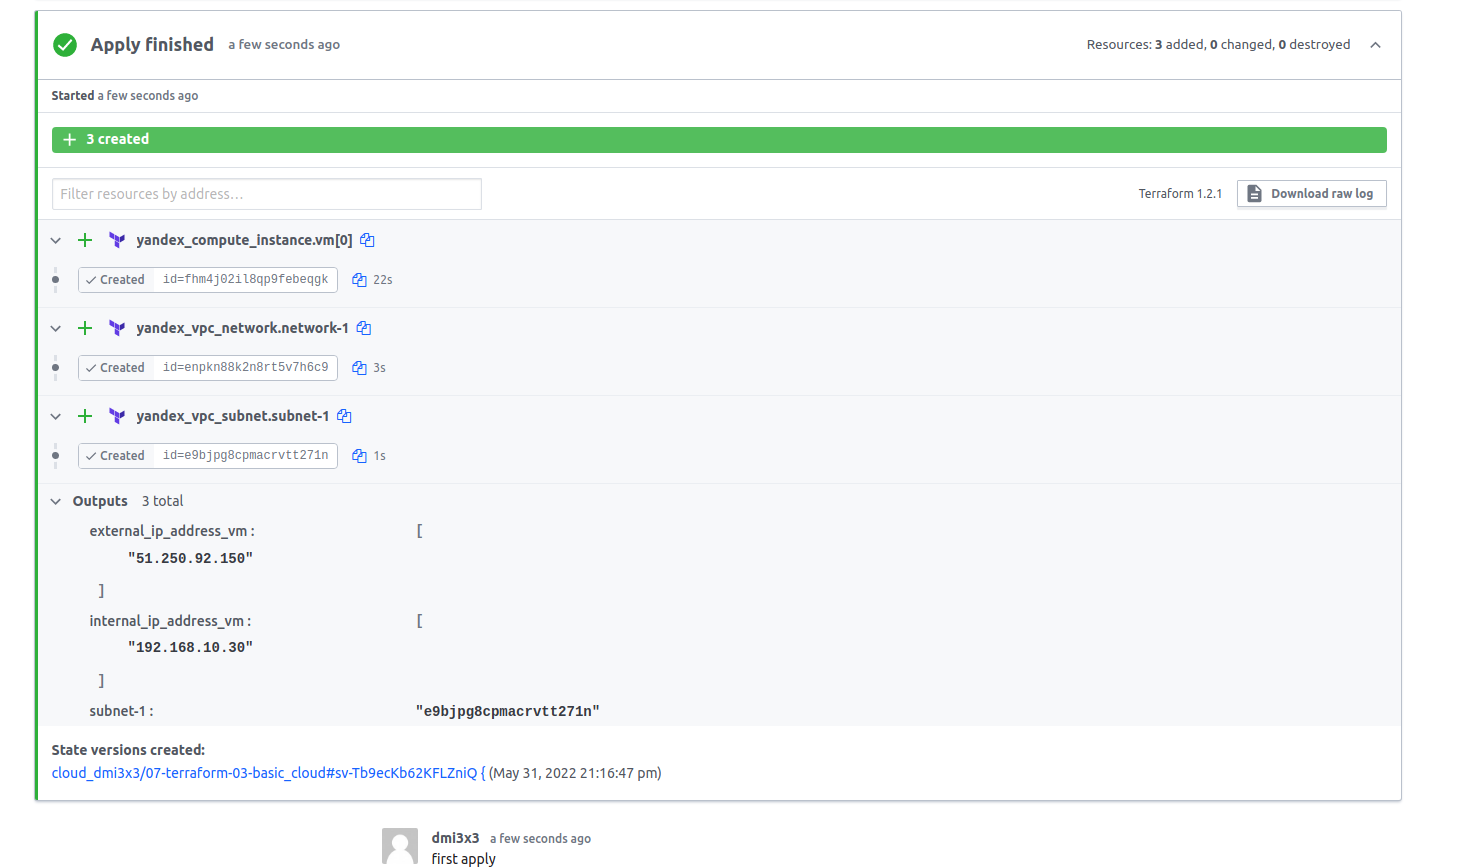 Apply finished a few seconds ago Resources: 3 added, 0 changed, 0 destroyed
Started a few seconds ago
+ 3 created
Filter resources by address… Terraform 1.2.1 Download raw log
yandex_compute_instance.vm[0]
Created id=fhm4j02il8qp9febeqgk 22s
yandex_vpc_network.network-1
Created id=enpkn88k2n8rt5v7h6c9 3s
yandex_vpc_subnet.subnet-1
Created id=e9bjpg8cpmacrvtt271n 1s
Outputs 3 total
external_ip_address_vm : [
"51.250.92.150"
]
internal_ip_address_vm : [
"192.168.10.30"
]
subnet-1 : "e9bjpg8cpmacrvtt271n"
State versions created:
cloud_dmi3x3/07-terraform-03-basic_cloud#sv-Tb9ecKb62KFLZniQ { (May 31, 2022 21:16:47 pm)
dmi3x3 a few seconds ago
first apply